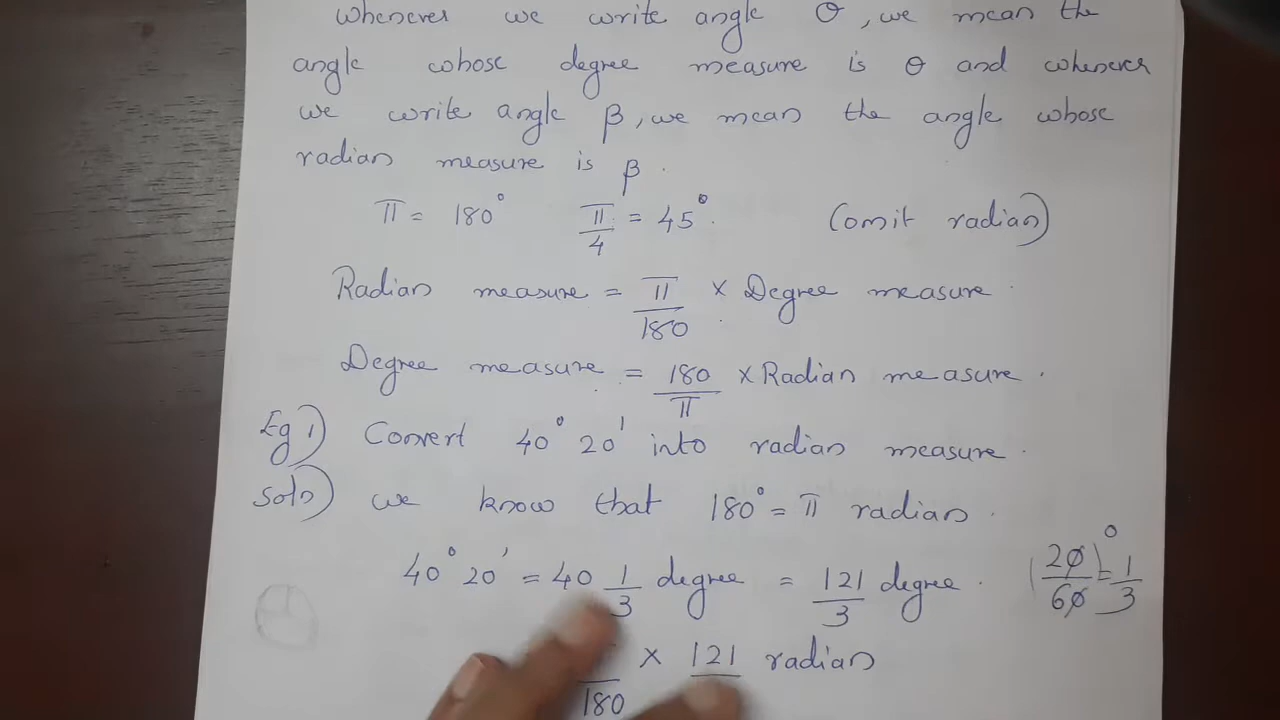 Whenever we write angle θ, we mean the
angle whose degree measure is θ and whenever
we write angle β, we mean the angle whose
radian measure is β.
π = 180° π/4 = 45°. (omit radian)
Radian measure = π/180 × Degree measure.
Degree measure = 180/π × Radian measure.
Eg 1) Convert 40° 20' into radian measure.
Soln) we know that 180° = π radian.
40° 20' = 40 1/3 degree = 121/3 degree. (20/60)° = 1/3
180 × 121 radian